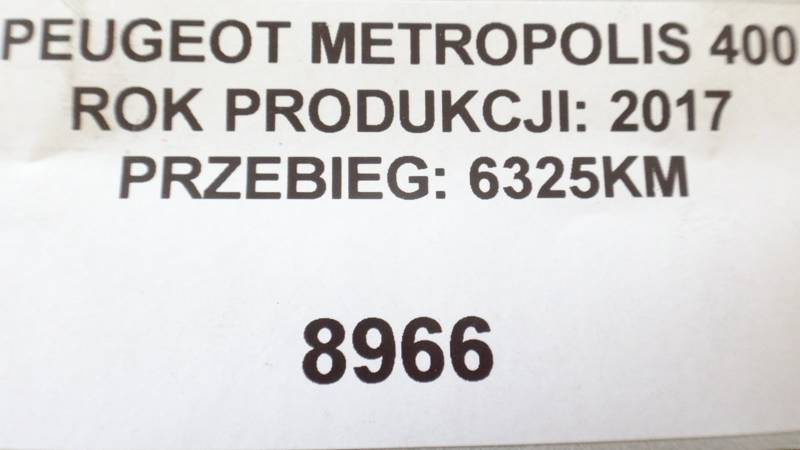 PEUGEOT METROPOLIS 400
ROK PRODUKCJI: 2017
PRZEBIEG: 6325KM
8966